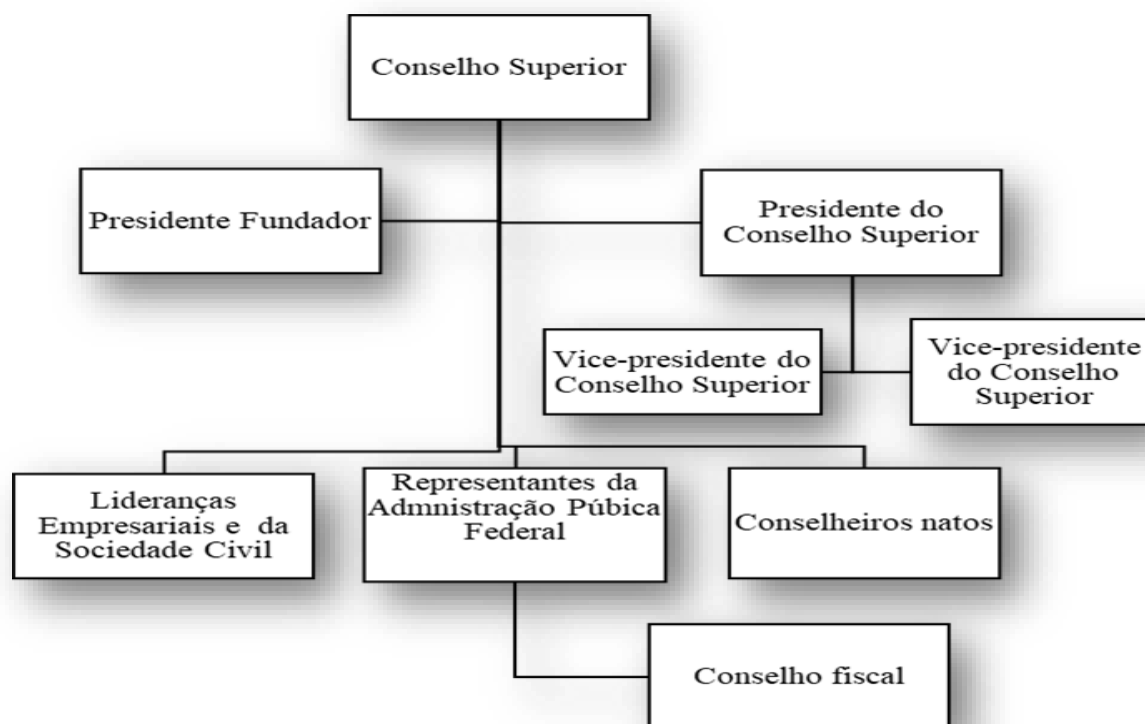 Conselho Superior
Presidente Fundador
Presidente do
Conselho Superior
Vice-presidente do
Conselho Superior
Vice-presidente
do Conselho
Superior
Lideranças
Empresariais e da
Sociedade Civil
Representantes da
Admnistração Púbica
Federal
Conselheiros natos
Conselho fiscal